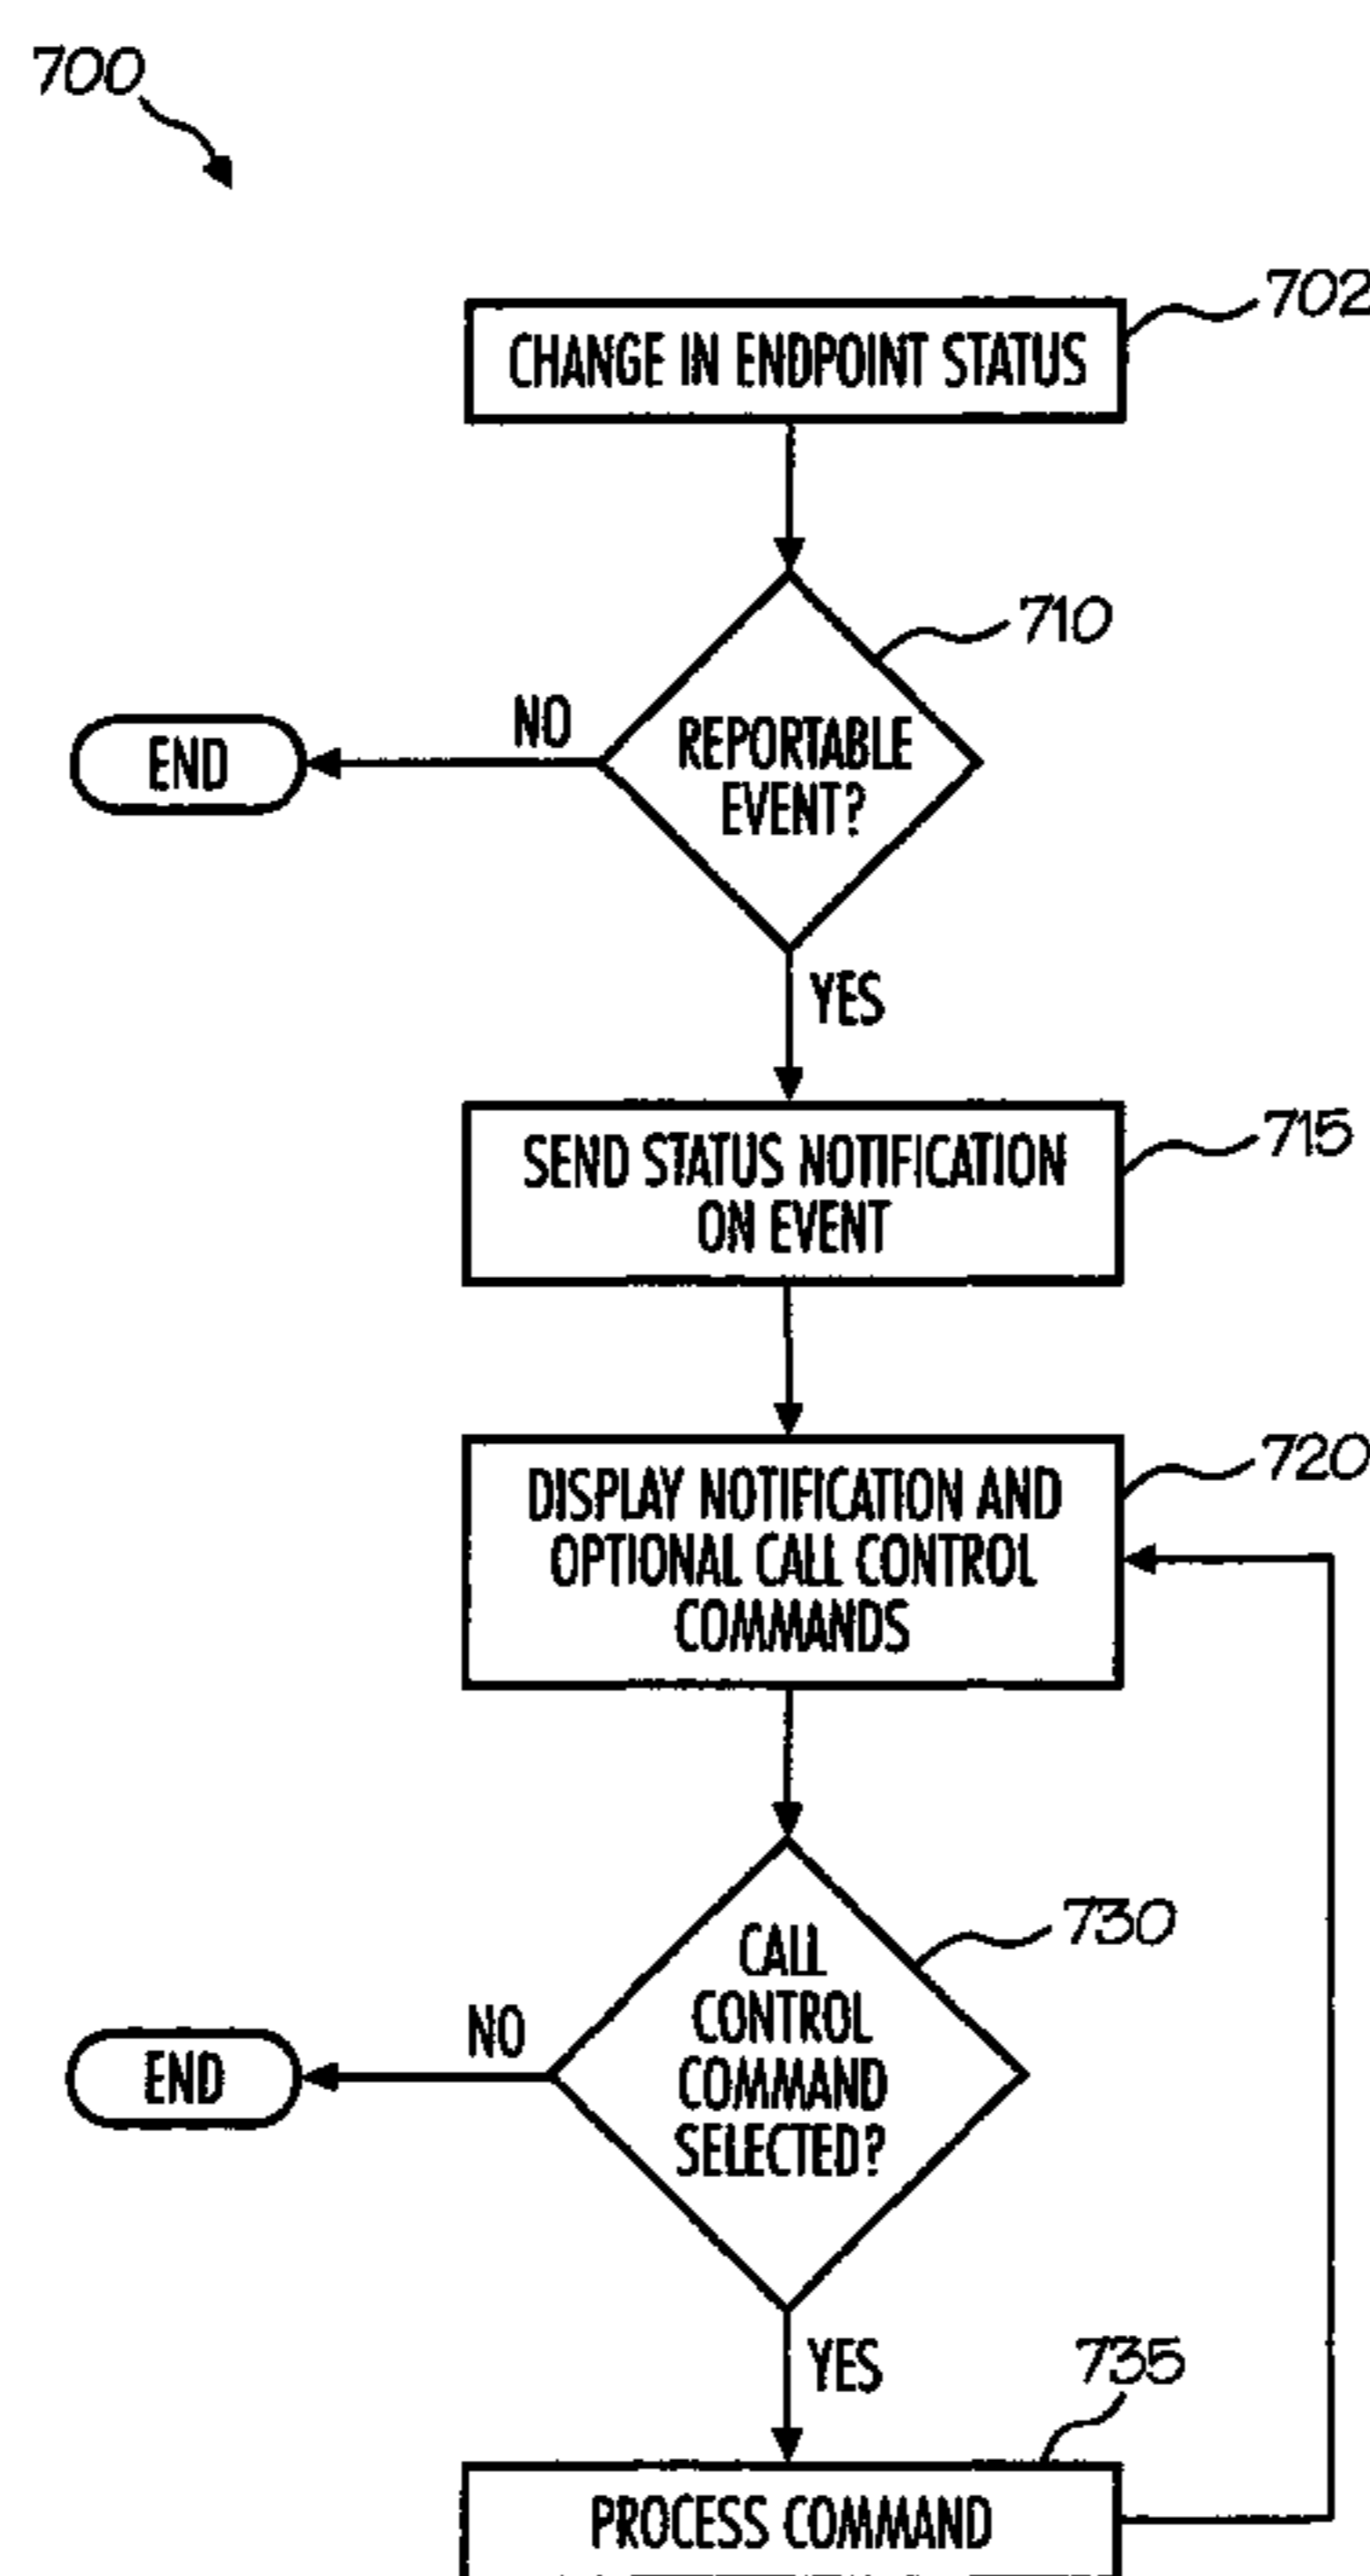 700
702
CHANGE IN ENDPOINT STATUS
710
NO
REPORTABLE
EVENT?
END
YES
715
SEND STATUS NOTIFICATION
ON EVENT
720
DISPLAY NOTIFICATION AND
OPTIONAL CALL CONTROL
COMMANDS
730
CALL
CONTROL
COMMAND
SELECTED?
NO
END
YES
735
PROCESS COMMAND